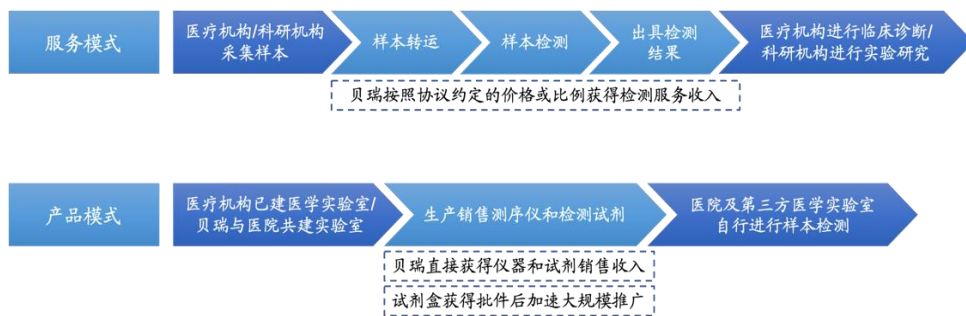 服务模式
医疗机构/科研机构
采集样本
样本转运
样本检测
出具检测
结果
医疗机构进行临床诊断/
科研机构进行实验研究
贝瑞按照协议约定的价格或比例获得检测服务收入
产品模式
医疗机构已建医学实验室/
贝瑞与医院共建实验室
生产销售测序仪和检测试剂
医院及第三方医学实验室
自行进行样本检测
贝瑞直接获得仪器和试剂销售收入
试剂盒获得批件后加速大规模推广